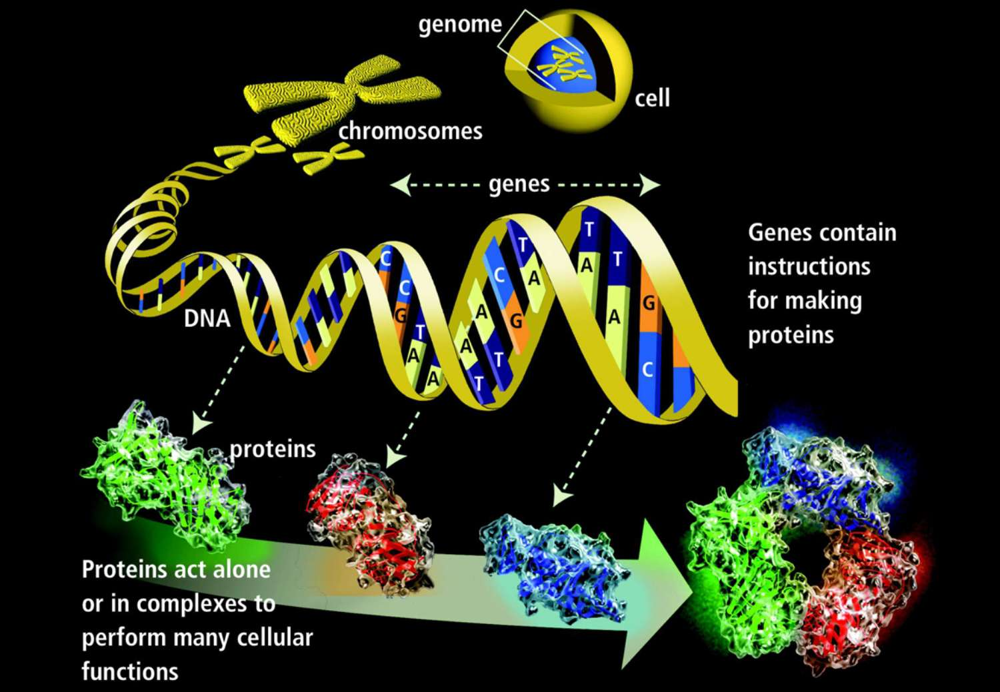 genome
cell
chromosomes
genes
Genes contain
instructions
for making
proteins
DNA
C
C
G
T
A
A
A
A
T
T
C
G
T
A
T
A
T
A
G
C
proteins
Proteins act alone
or in complexes to
perform many cellular
functions